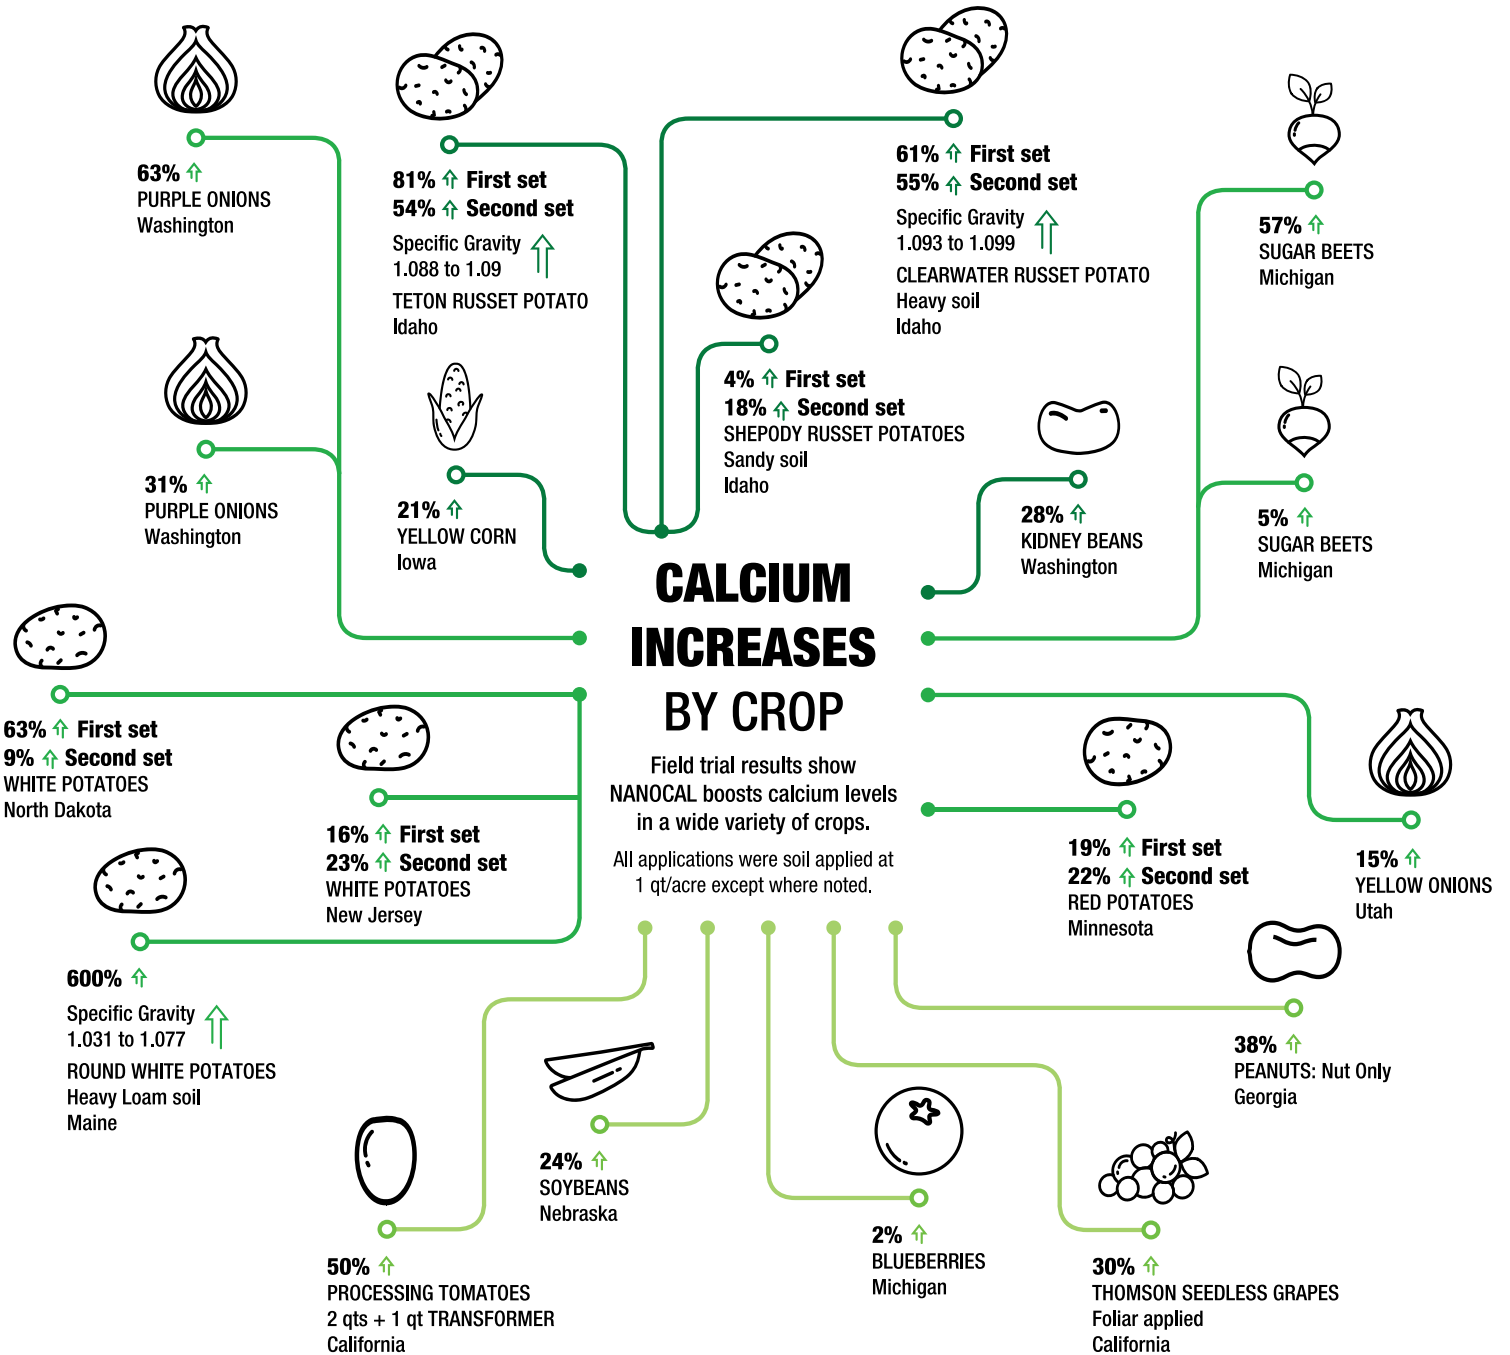 63%
PURPLE ONIONS
Washington
81% First set
54% Second set
Specific Gravity
1.088 to 1.09
TETON RUSSET POTATO
Idaho
61% First set
55% Second set
Specific Gravity
1.093 to 1.099
CLEARWATER RUSSET POTATO
Heavy soil
Idaho
57%
SUGAR BEETS
Michigan
4% First set
18% Second set
SHEPODY RUSSET POTATOES
Sandy soil
Idaho
31%
PURPLE ONIONS
Washington
21%
YELLOW CORN
Iowa
28%
KIDNEY BEANS
Washington
5%
SUGAR BEETS
Michigan
CALCIUM
INCREASES
BY CROP
Field trial results show
NANOCAL boosts calcium levels
in a wide variety of crops.
All applications were soil applied at
1 qt/acre except where noted.
63% First set
9% Second set
WHITE POTATOES
North Dakota
16% First set
23% Second set
WHITE POTATOES
New Jersey
19% First set
22% Second set
RED POTATOES
Minnesota
15%
YELLOW ONIONS
Utah
600%
Specific Gravity
1.031 to 1.077
ROUND WHITE POTATOES
Heavy Loam soil
Maine
38%
PEANUTS: Nut Only
Georgia
24%
SOYBEANS
Nebraska
50%
PROCESSING TOMATOES
2 qts + 1 qt TRANSFORMER
California
2%
BLUEBERRIES
Michigan
30%
THOMSON SEEDLESS GRAPES
Foliar applied
California